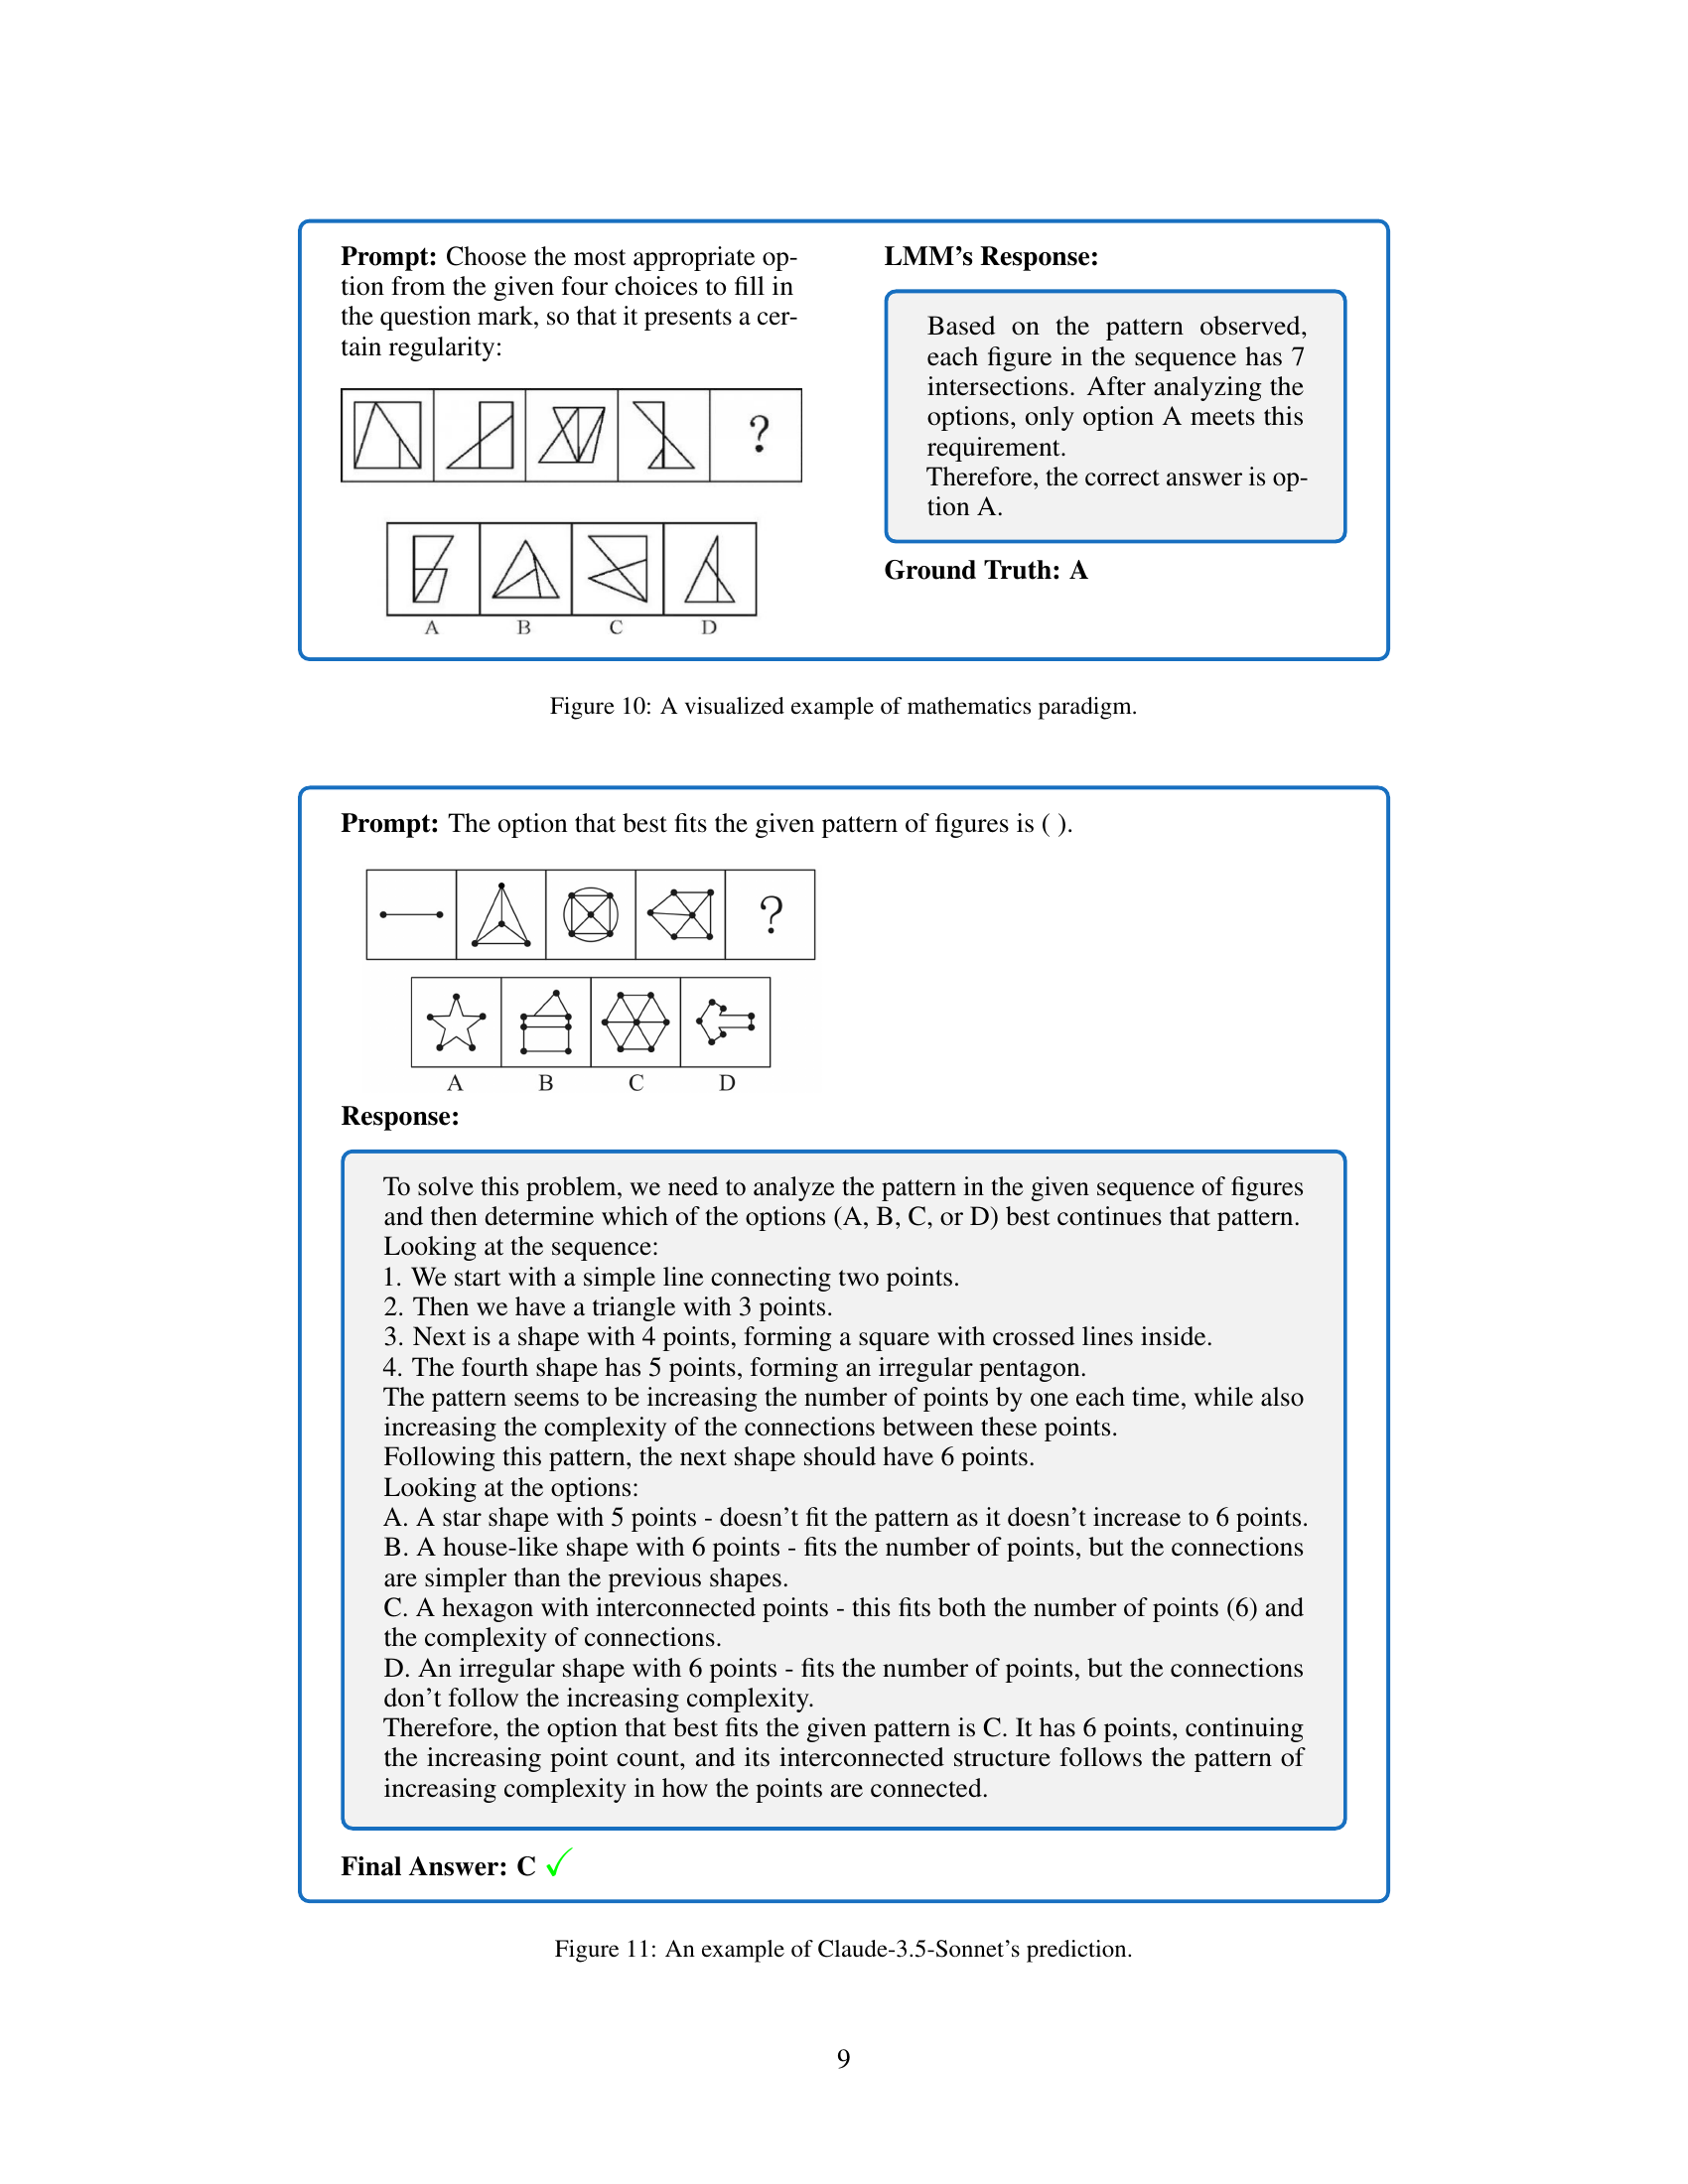 Prompt: Choose the most appropriate op-
tion from the given four choices to fill in
the question mark, so that it presents a cer-
tain regularity:
?
A B C D
LMM's Response:
Based on the pattern observed,
each figure in the sequence has 7
intersections. After analyzing the
options, only option A meets this
requirement.
Therefore, the correct answer is op-
tion A.
Ground Truth: A
Figure 10: A visualized example of mathematics paradigm.
Prompt: The option that best fits the given pattern of figures is ( ).
?
A B C D
Response:
To solve this problem, we need to analyze the pattern in the given sequence of figures
and then determine which of the options (A, B, C, or D) best continues that pattern.
Looking at the sequence:
1. We start with a simple line connecting two points.
2. Then we have a triangle with 3 points.
3. Next is a shape with 4 points, forming a square with crossed lines inside.
4. The fourth shape has 5 points, forming an irregular pentagon.
The pattern seems to be increasing the number of points by one each time, while also
increasing the complexity of the connections between these points.
Following this pattern, the next shape should have 6 points.
Looking at the options:
A. A star shape with 5 points - doesn't fit the pattern as it doesn't increase to 6 points.
B. A house-like shape with 6 points - fits the number of points, but the connections
are simpler than the previous shapes.
C. A hexagon with interconnected points - this fits both the number of points (6) and
the complexity of connections.
D. An irregular shape with 6 points - fits the number of points, but the connections
don't follow the increasing complexity.
Therefore, the option that best fits the given pattern is C. It has 6 points, continuing
the increasing point count, and its interconnected structure follows the pattern of
increasing complexity in how the points are connected.
Final Answer: C ✓
Figure 11: An example of Claude-3.5-Sonnet's prediction.
9